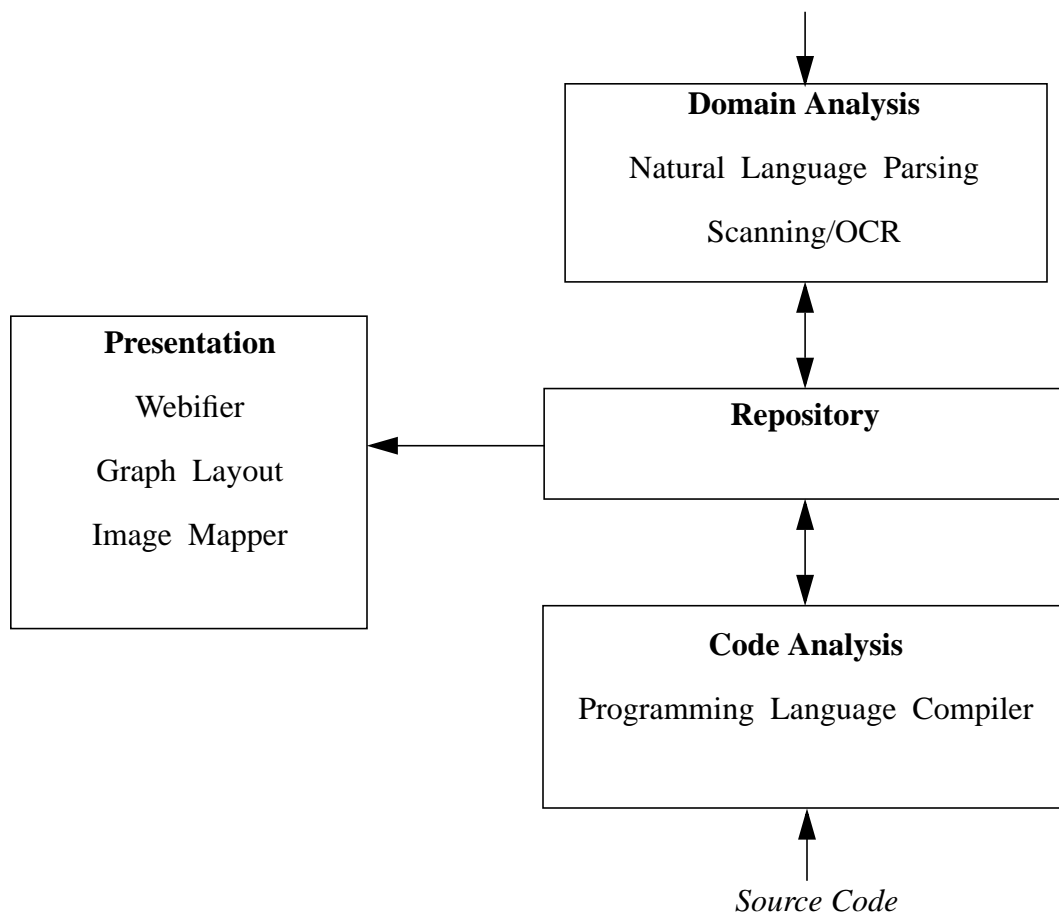 Domain Analysis
Natural Language Parsing
Scanning/OCR
Presentation
Webifier
Graph Layout
Image Mapper
Repository
Code Analysis
Programming Language Compiler
Source Code